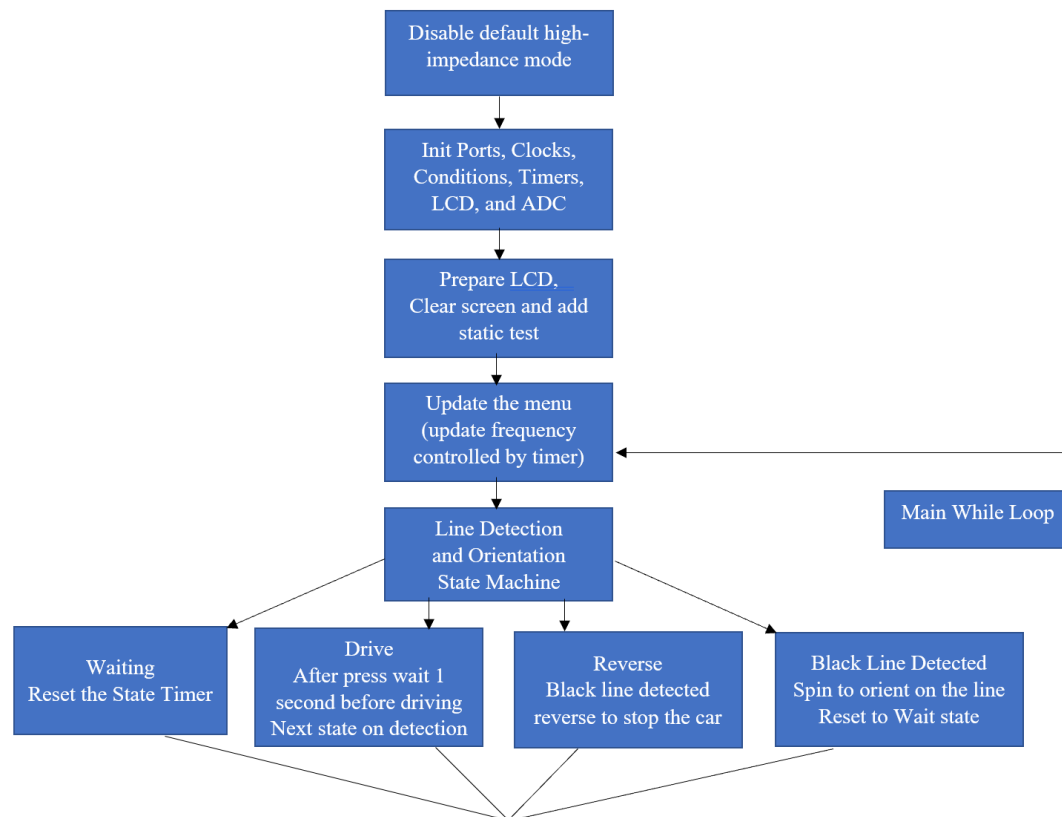 Disable default high-
impedance mode
Init Ports, Clocks,
Conditions, Timers,
LCD, and ADC
Prepare LCD,
Clear screen and add
static test
Update the menu
(update frequency
controlled by timer)
Main While Loop
Line Detection
and Orientation
State Machine
Waiting
Reset the State Timer
Drive
After press wait 1
second before driving
Next state on detection
Reverse
Black line detected
reverse to stop the car
Black Line Detected
Spin to orient on the line
Reset to Wait state